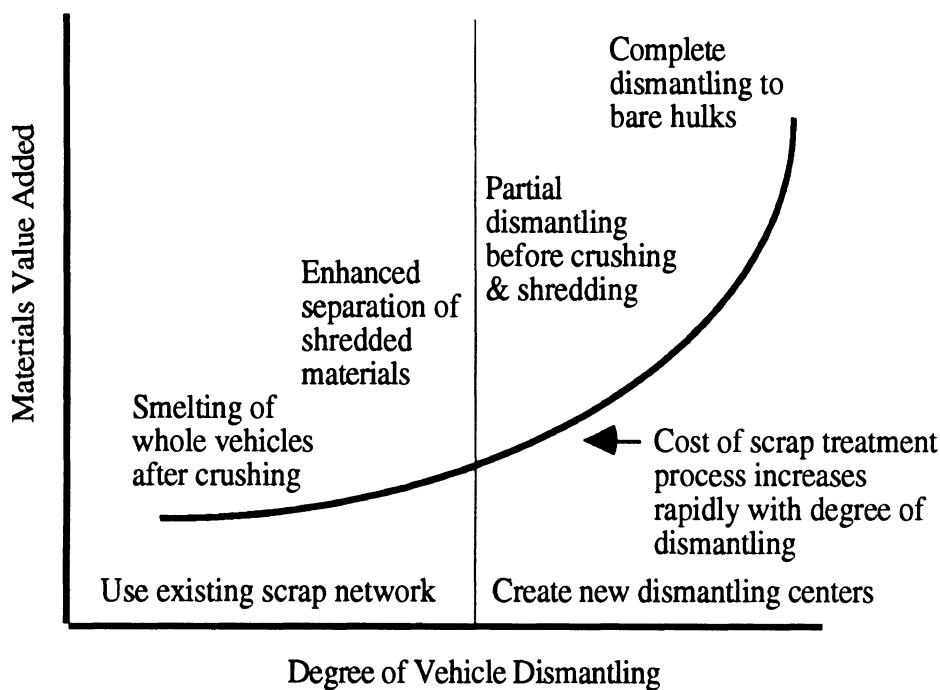 Complete
dismantling to
bare hulks
Materials Value Added
Partial
dismantling
before crushing
& shredding
Enhanced
separation of
shredded
materials
Smelting of
whole vehicles
after crushing
Cost of scrap treatment
process increases
rapidly with degree of
dismantling
Use existing scrap network
Create new dismantling centers
Degree of Vehicle Dismantling